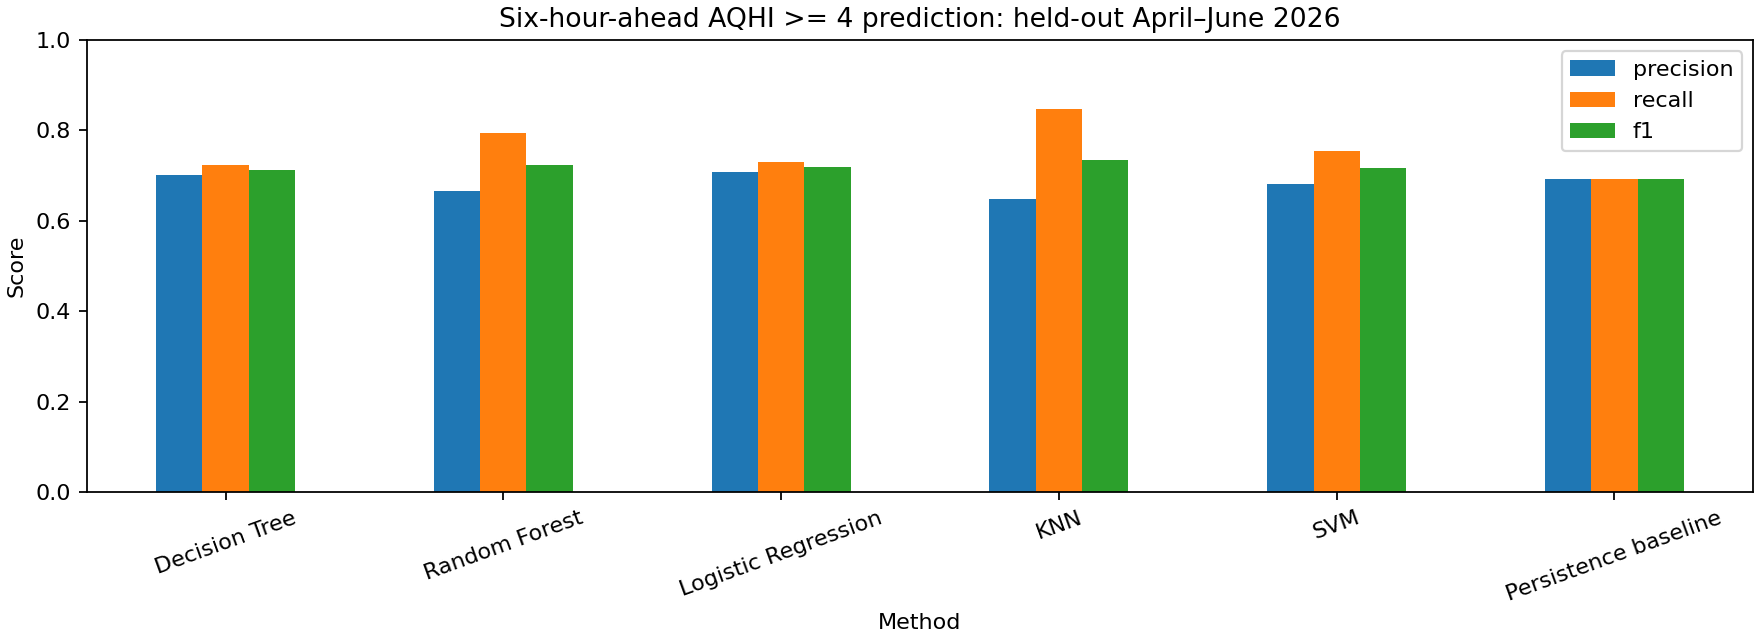 Six-hour-ahead AQHI >= 4 prediction: held-out April–June 2026
1.0
0.8
0.6
0.4
0.2
0.0
Score
precision
recall
f1
Decision Tree
Random Forest
Logistic Regression
KNN
SVM
Persistence baseline
Method